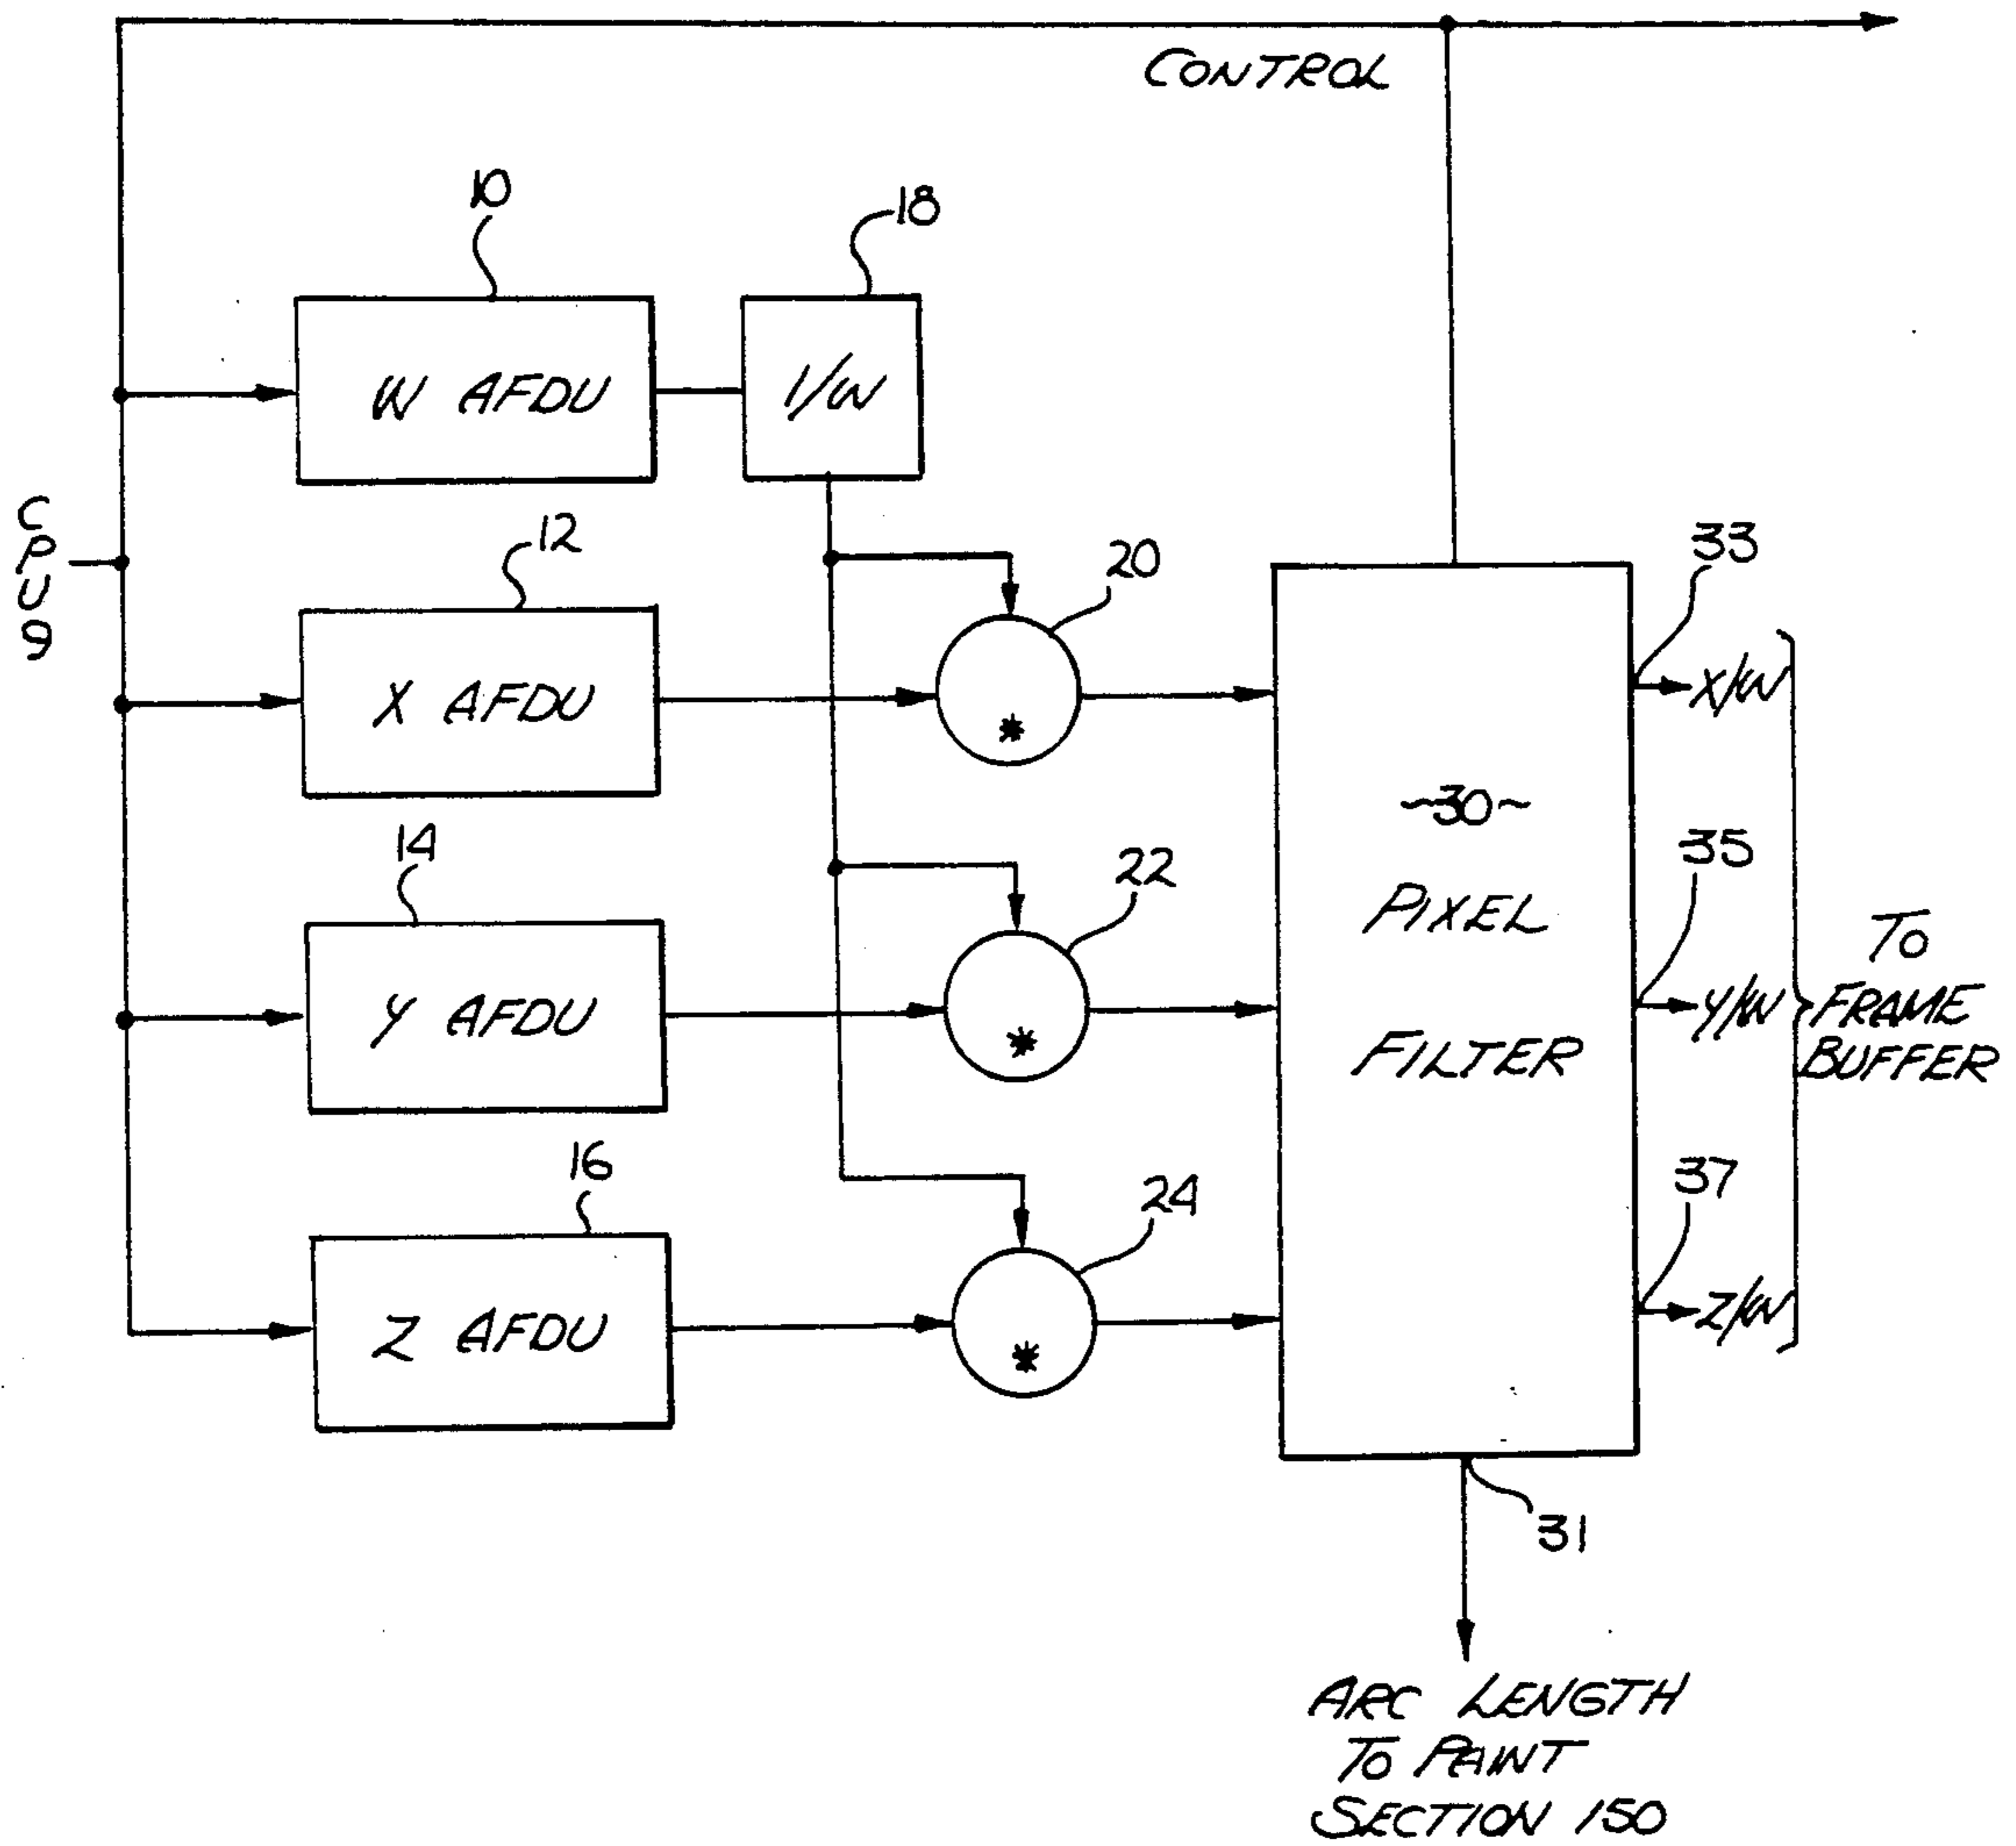 CONTROL
10
18
W AFDU
1/W
C
P
U
9
12
20
33
X AFDU
*
X/W
~30~
14
22
35
PIXEL
Y AFDU
*
Y/W
TO
FRAME
BUFFER
FILTER
16
24
37
Z AFDU
*
Z/W
31
ARC LENGTH
TO PAINT
SECTION 150